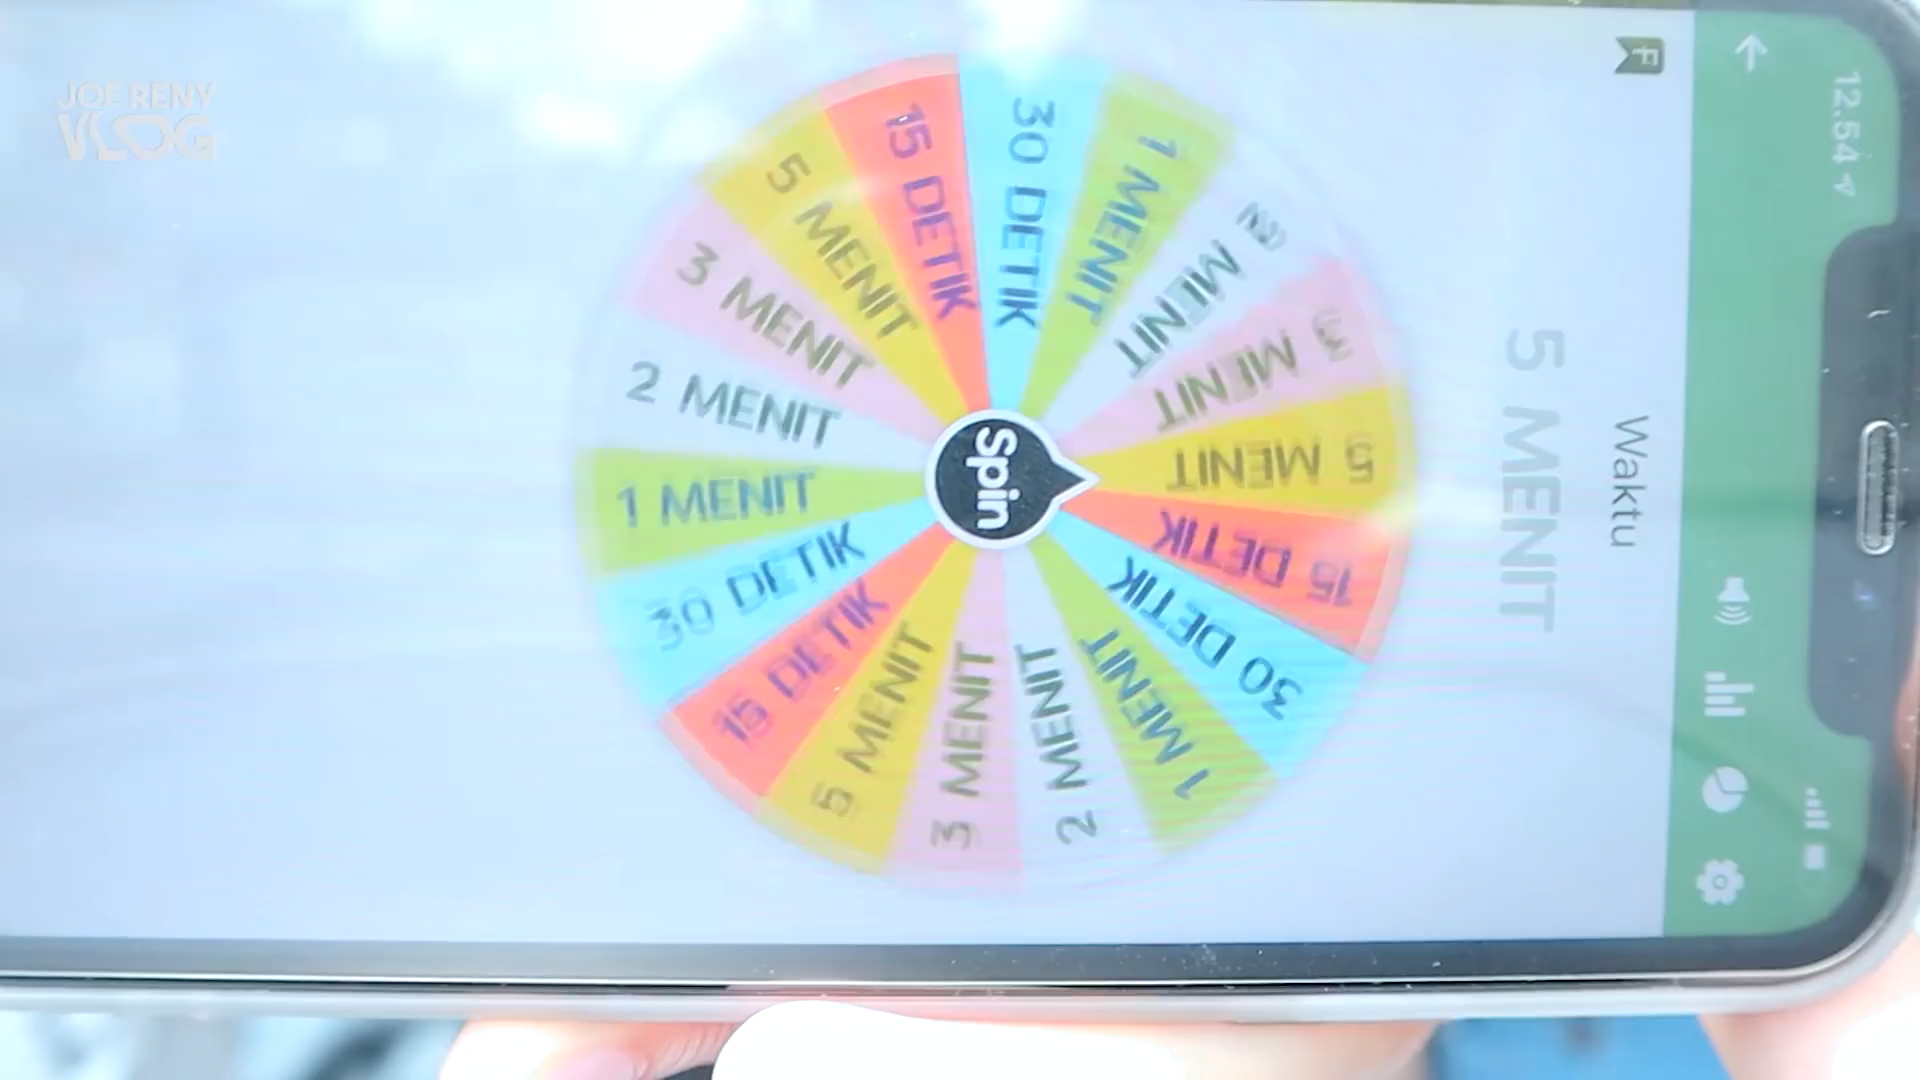 JOE RENY
VLOG
12.54
Waktu
5 MENIT
Spin
5 MENIT
15 DETIK
30 DETIK
1 MENIT
2 MENIT
3 MENIT
5 MENIT
15 DETIK
30 DETIK
1 MENIT
2 MENIT
3 MENIT
5 MENIT
15 DETIK
30 DETIK
1 MENIT
2 MENIT
3 MENIT
F